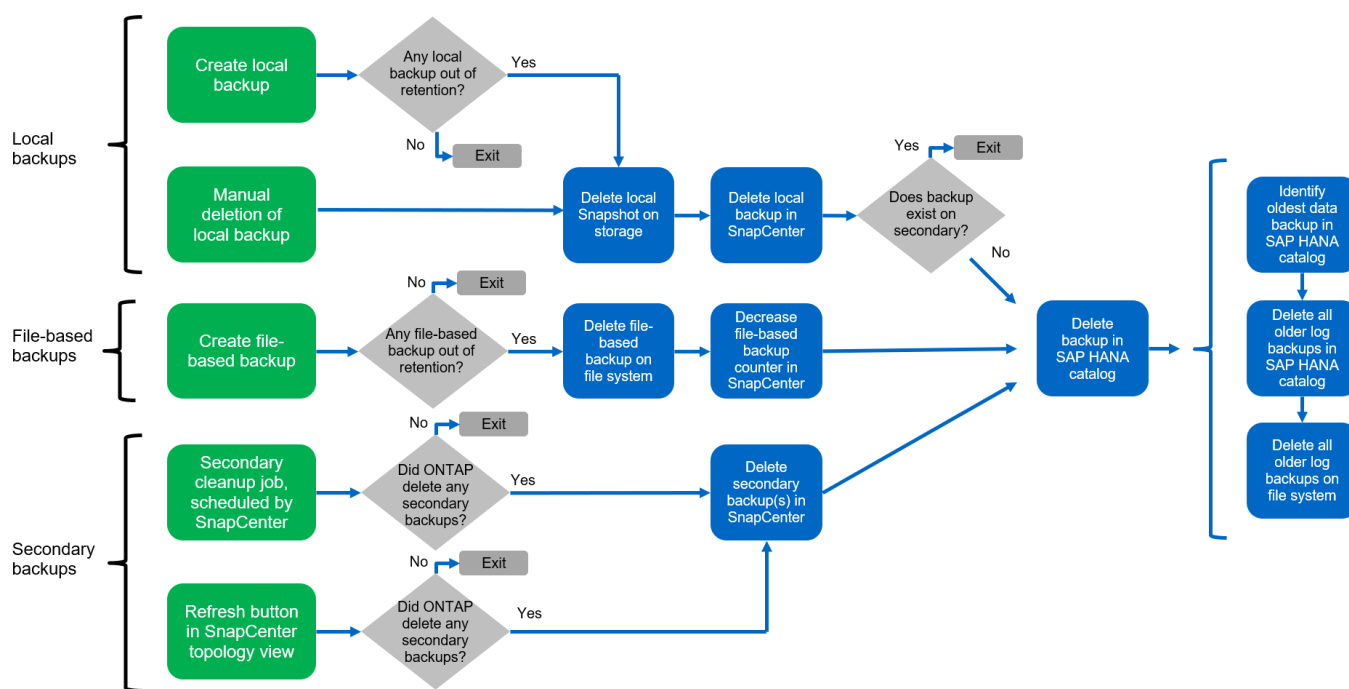 Local
backups
Create local
backup
Any local
backup out of
retention?
Yes
No
Exit
Manual
deletion of
local backup
Delete local
Snapshot on
storage
Delete local
backup in
SnapCenter
Yes
Exit
Does backup
exist on
secondary?
No
File-based
backups
Create file-
based backup
No
Exit
Any file-based
backup out of
retention?
Yes
Delete file-
based
backup on
file system
Decrease
file-based
backup
counter in
SnapCenter
Secondary
backups
Secondary
cleanup job,
scheduled by
SnapCenter
No
Exit
Did ONTAP
delete any
secondary
backups?
Yes
Delete
secondary
backup(s) in
SnapCenter
Refresh button
in SnapCenter
topology view
No
Exit
Did ONTAP
delete any
secondary
backups?
Yes
Delete
backup in
SAP HANA
catalog
Identify
oldest data
backup in
SAP HANA
catalog
Delete all
older log
backups in
SAP HANA
catalog
Delete all
older log
backups on
file system